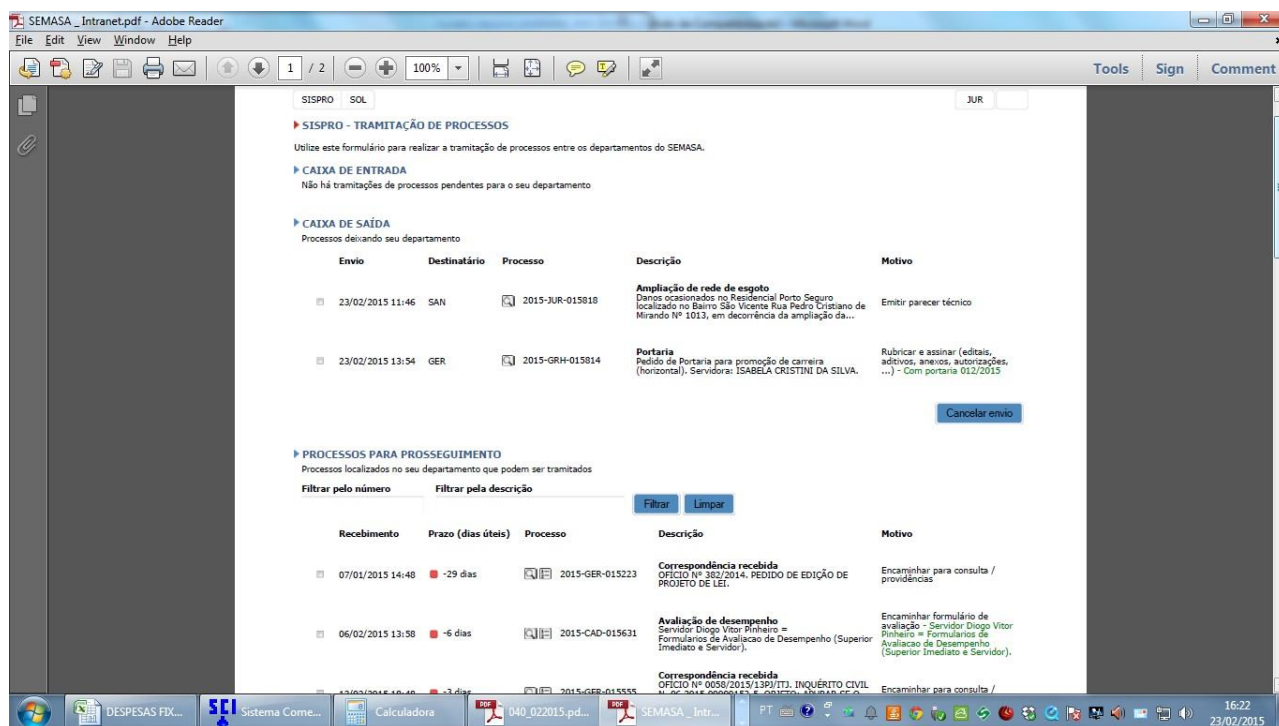 SEMASA _ Intranet.pdf - Adobe Reader
File Edit View Window Help
1 / 2 100% Tools Sign Comment
SISPRO SOL JUR
SISPRO - TRAMITAÇÃO DE PROCESSOS
Utilize este formulário para realizar a tramitação de processos entre os departamentos do SEMASA.
CAIXA DE ENTRADA
Não há tramitações de processos pendentes para o seu departamento
CAIXA DE SAÍDA
Processos deixando seu departamento
Envio Destinatário Processo Descrição Motivo
Ampliação de rede de esgoto
Danos ocasionados no Residencial Porto Seguro
23/02/2015 11:46 SAN 2015-JUR-015818 localizado no Bairro São Vicente Rua Pedro Cristiano de Emitir parecer técnico
Mirando Nº 1013, em decorrência da ampliação da...
Portaria Rubricar e assinar (editais,
23/02/2015 13:54 GER 2015-GRH-015814 Pedido de Portaria para promoção de carreira aditivos, anexos, autorizações,
(horizontal). Servidora: ISABELA CRISTINI DA SILVA. ...) - Com portaria 012/2015
Cancelar envio
PROCESSOS PARA PROSSEGUIMENTO
Processos localizados no seu departamento que podem ser tramitados
Filtrar pelo número Filtrar pela descrição
Filtrar Limpar
Recebimento Prazo (dias úteis) Processo Descrição Motivo
Correspondência recebida
07/01/2015 14:48 -29 dias 2015-GER-015223 OFÍCIO Nº 382/2014. PEDIDO DE EDIÇÃO DE Encaminhar para consulta /
PROJETO DE LEI. providências
Encaminhar formulário de
Avaliação de desempenho avaliação - Servidor Diogo Vitor
06/02/2015 13:58 -6 dias 2015-CAD-015631 Servidor Diogo Vitor Pinheiro = Pinheiro = Formularios de
Formularios de Avaliacao de Desempenho (Superior Avaliacao de Desempenho
Imediato e Servidor). (Superior Imediato e Servidor).
Correspondência recebida
OFÍCIO Nº 0058/2015/13PJ/ITJ. INQUÉRITO CIVIL Encaminhar para consulta /
-3 dias 2015-GER-015555
DESPESAS FIX... SCI Sistema Come... Calculadora 040_022015.pd... SEMASA _ Intr... PT 16:22
23/02/2015